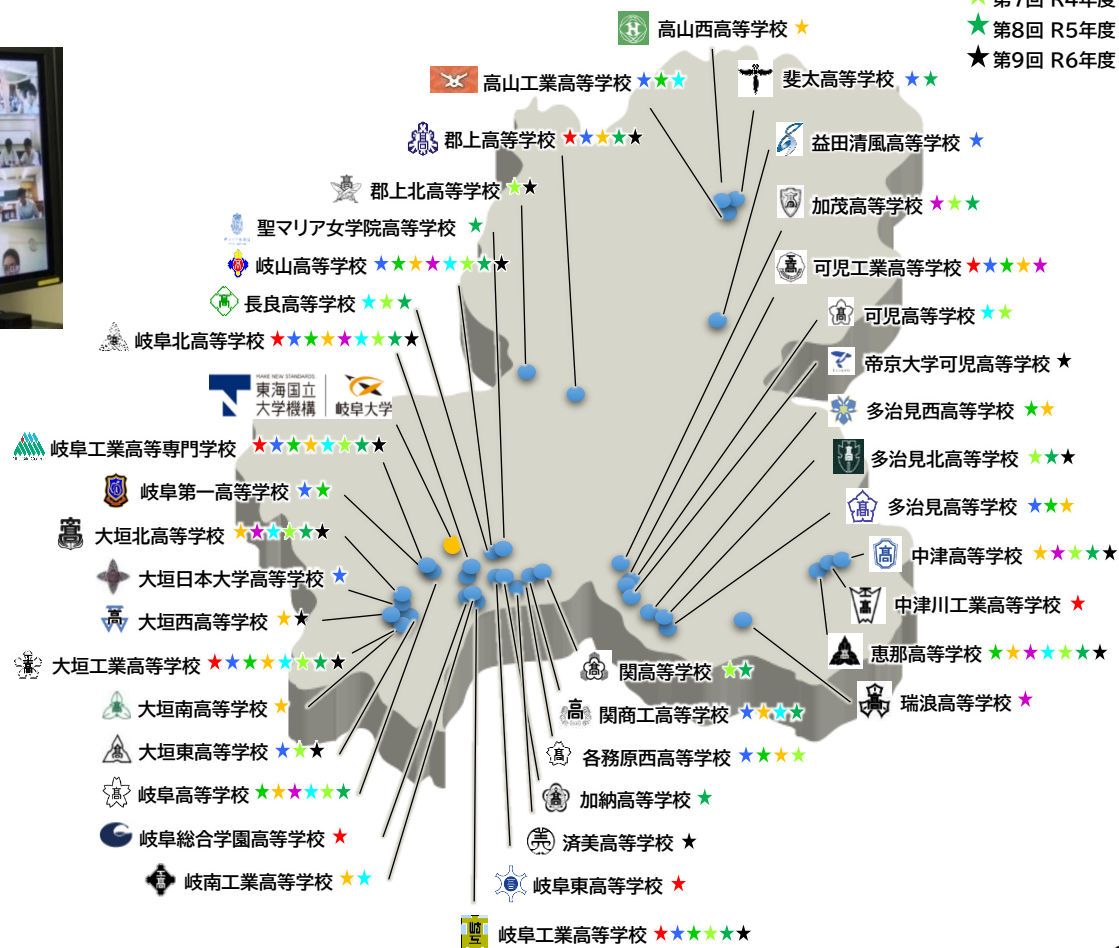 第7回 R4年度
★第8回 R5年度
★第9回 R6年度
高山西高等学校 ★
高山工業高等学校 ★★★
斐太高等学校 ★★
郡上高等学校 ★★★★★
益田清風高等学校 ★
郡上北高等学校 ★★
加茂高等学校 ★★★
聖マリア女学院高等学校 ★
岐山高等学校 ★★★★★★★★
可児工業高等学校 ★★★★★
長良高等学校 ★★★
可児高等学校 ★★
岐阜北高等学校 ★★★★★★★★★
帝京大学可児高等学校 ★
MAKE NEW STANDARDS.
東海国立
大学機構
岐阜大学
多治見西高等学校 ★★
岐阜工業高等専門学校 ★★★★★★★★
多治見北高等学校 ★★★
岐阜第一高等学校 ★★
多治見高等学校 ★★★
大垣北高等学校 ★★★★★★
中津高等学校 ★★★★★
大垣日本大学高等学校 ★
中津川工業高等学校 ★
大垣西高等学校 ★★
恵那高等学校 ★★★★★★★
大垣工業高等学校 ★★★★★★★★
関高等学校 ★★
瑞浪高等学校 ★
大垣南高等学校 ★
関商工高等学校 ★★★★
大垣東高等学校 ★★★
各務原西高等学校 ★★★★
岐阜高等学校 ★★★★★★
加納高等学校 ★
岐阜総合学園高等学校 ★
済美高等学校 ★
岐南工業高等学校 ★★
岐阜東高等学校 ★
岐阜工業高等学校 ★★★★★★